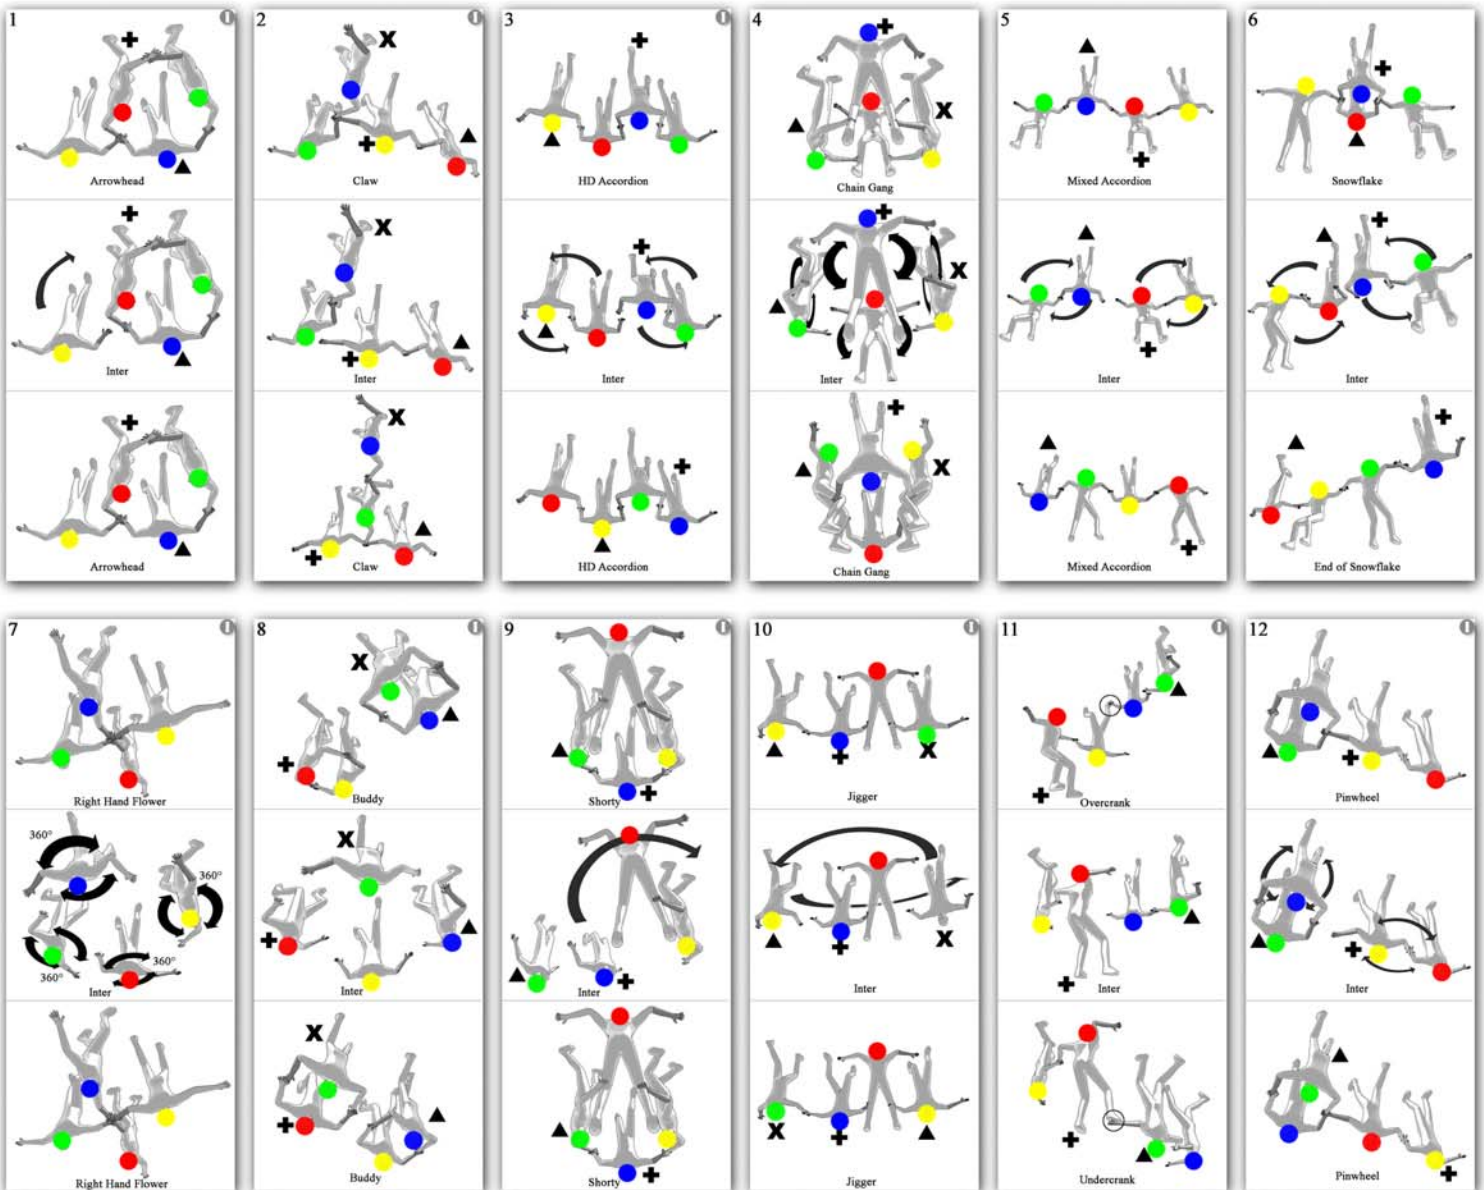 1
Arrowhead
Inter
Arrowhead
2
X
Claw
X
Inter
X
Claw
3
HD Accordion
Inter
HD Accordion
4
X
Chain Gang
X
Inter
X
Chain Gang
5
Mixed Accordion
Inter
Mixed Accordion
6
Snowflake
Inter
End of Snowflake
7
Right Hand Flower
360°
360°
360°
360°
Inter
Right Hand Flower
8
X
Buddy
X
Inter
X
Buddy
9
Shorty
Inter
Shorty
10
X
Jigger
X
Inter
X
Jigger
11
Overcrank
Inter
Undercrank
12
Pinwheel
Inter
Pinwheel